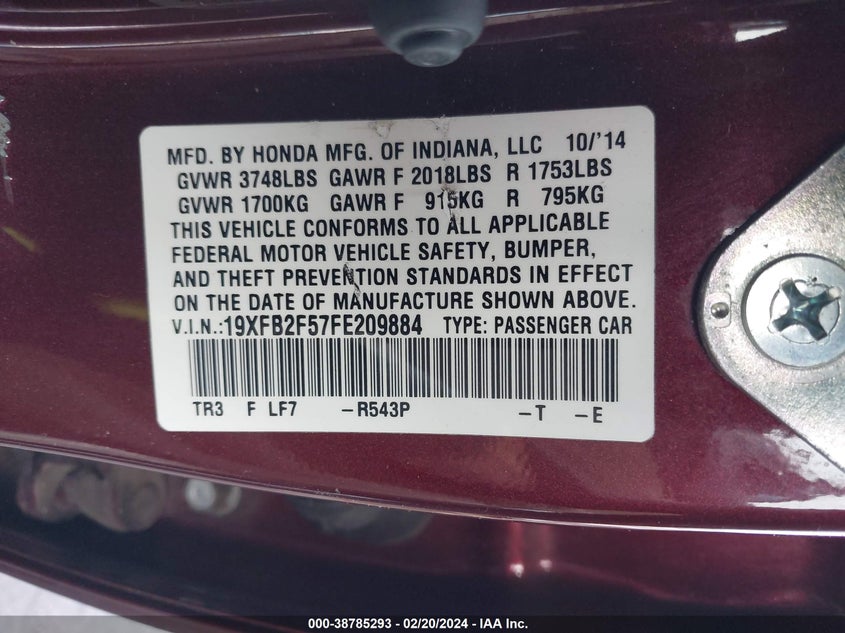 MFD. BY HONDA MFG. OF INDIANA, LLC 10/'14
GVWR 3748LBS GAWR F 2018LBS R 1753LBS
GVWR 1700KG GAWR F 915KG R 795KG
THIS VEHICLE CONFORMS TO ALL APPLICABLE
FEDERAL MOTOR VEHICLE SAFETY, BUMPER,
AND THEFT PREVENTION STANDARDS IN EFFECT
ON THE DATE OF MANUFACTURE SHOWN ABOVE.
V.I.N.:19XFB2F57FE209884 TYPE: PASSENGER CAR
TR3 F LF7 -R543P -T -E
000-38785293 - 02/20/2024 - IAA Inc.